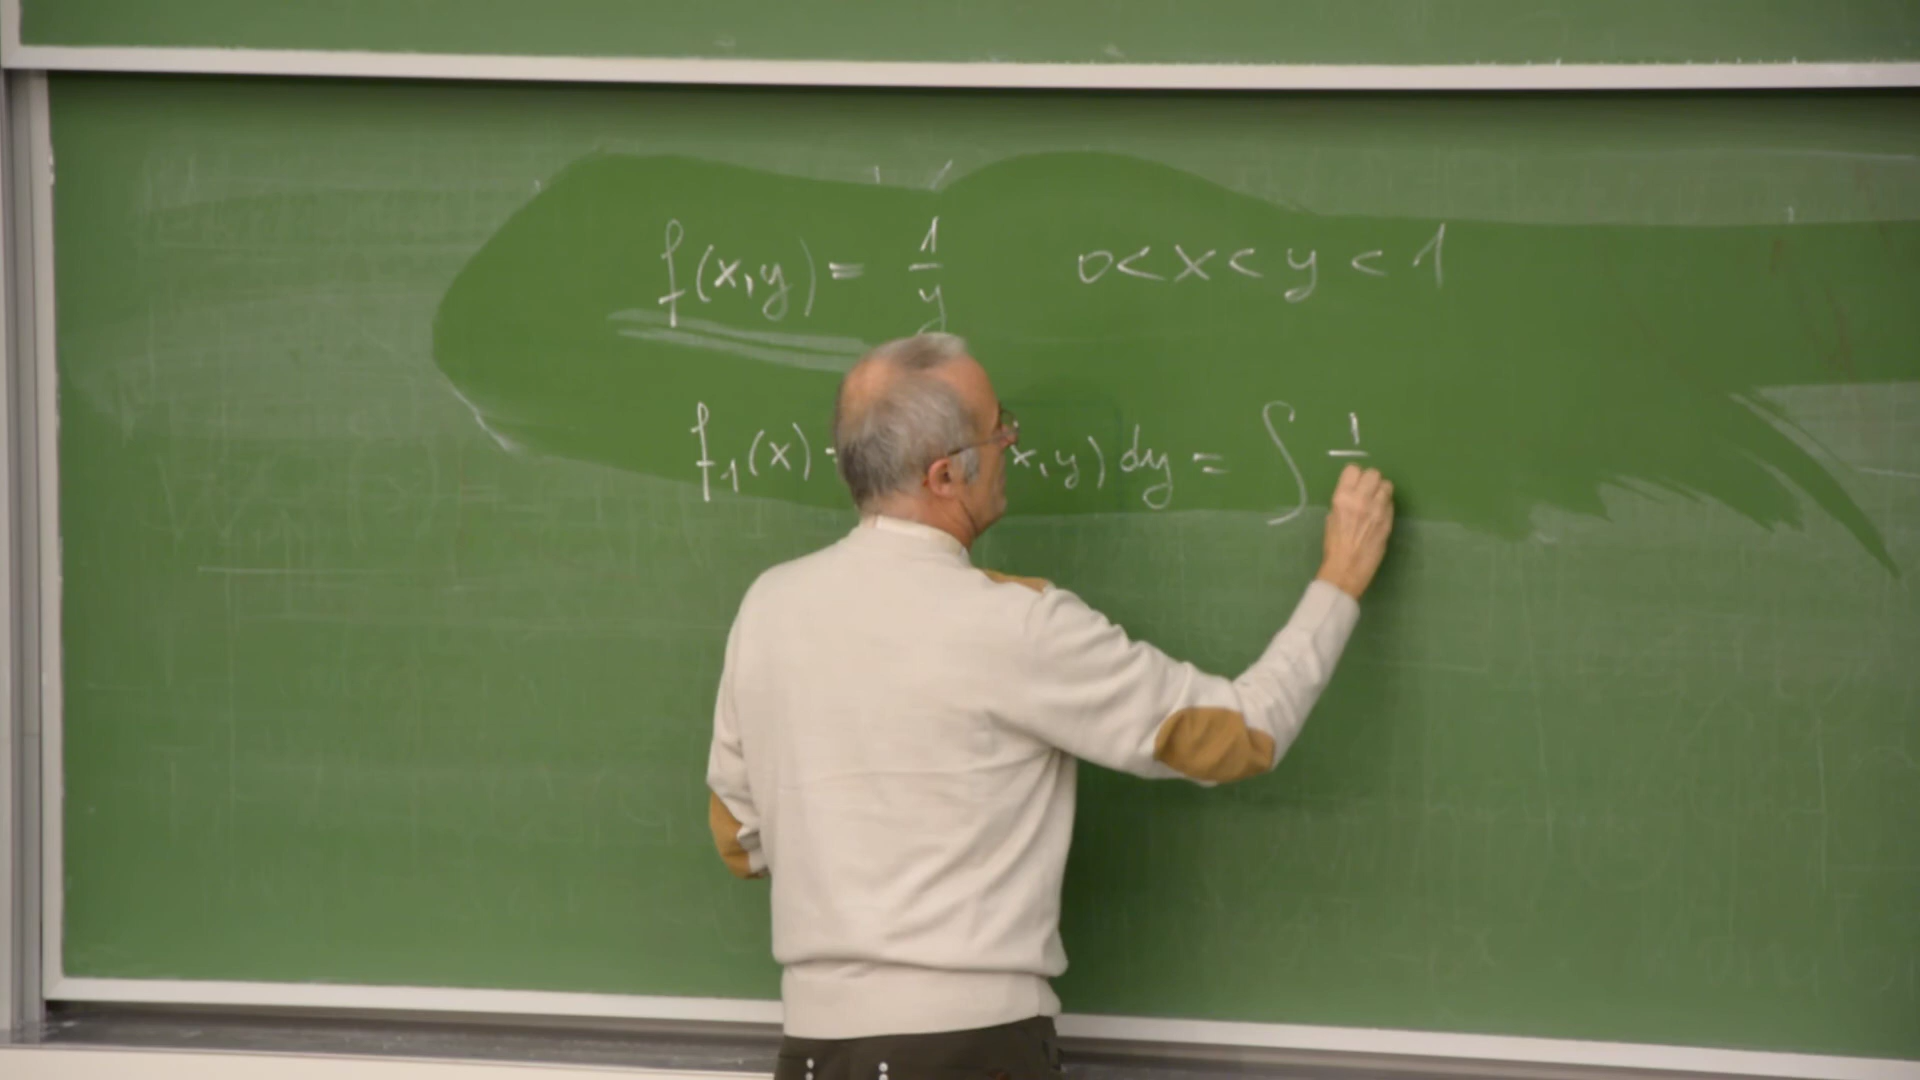 f(x,y) = 1/y 0<x<y<1
f₁(x) x,y) dy = ∫ 1